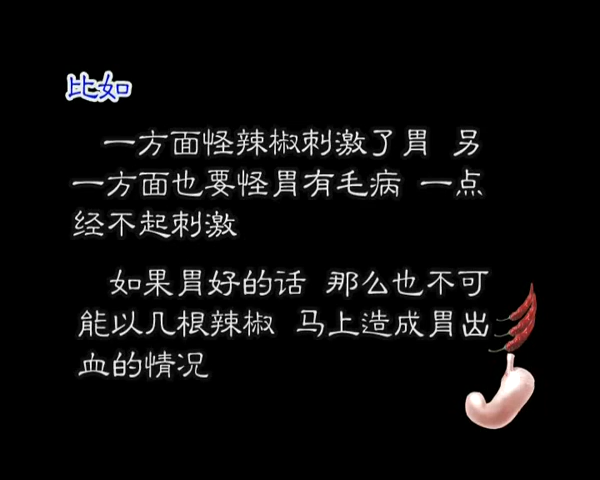 比如
一方面怪辣椒刺激了胃 另
一方面也要怪胃有毛病 一点
经不起刺激
如果胃好的话 那么也不可
能以几根辣椒 马上造成胃出
血的情况